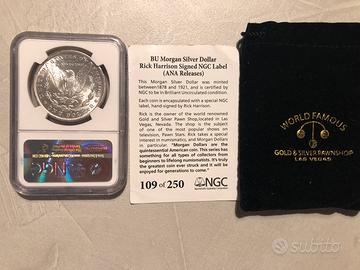 BU Morgan Silver Dollar
Rick Harrison Signed NGC Label
(ANA Releases)
This Morgan Silver Dollar was minted
between 1878 and 1921, and is certified by
NGC to be in Brilliant Uncirculated condition.
Each coin is encapsulated with a special NGC
label, hand signed by Rick Harrison.
Rick is the owner of the world renowned
Gold and Silver Pawn Shop, located in Las
Vegas, Nevada. The shop is the subject
of one of the most popular shows on
television, Pawn Stars. Rick takes a special
interest in and Morgan Dollars in
particular. "Morgan Dollars are the
quintessential American coin. This series has
something for all types of collectors from
beginners to lifelong numismatists. It's truly
the greatest coin ever struck and it will be
enjoyed for generations to come."
109 of 250 NGC
WORLD FAMOUS
GOLD & SILVER PAWNSHOP
LAS VEGAS
NGC
subito